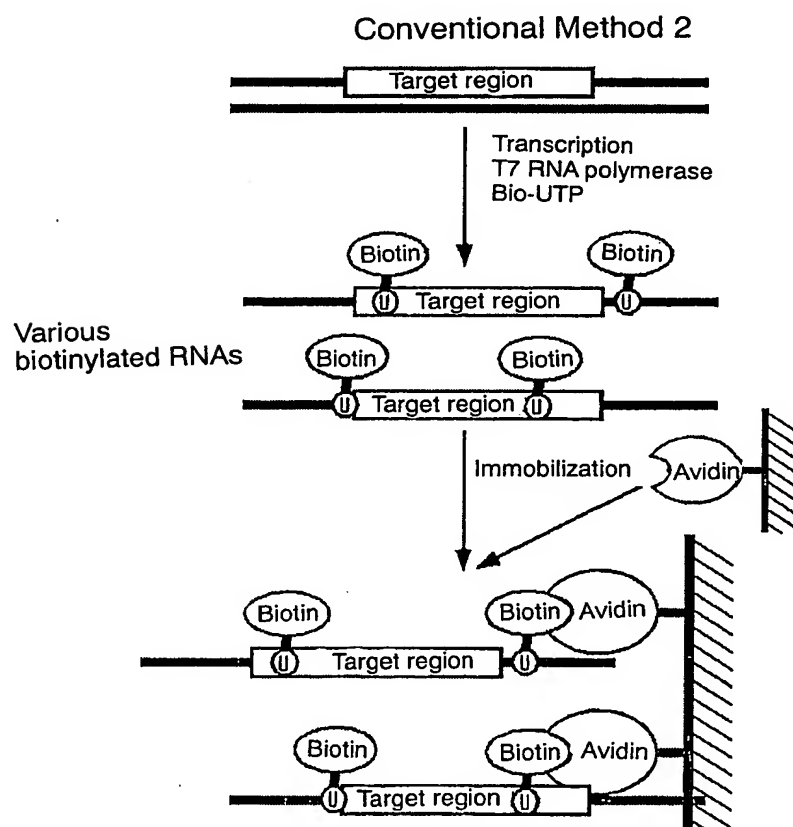 Conventional Method 2
Target region
Transcription
T7 RNA polymerase
Bio-UTP
Biotin Biotin
U Target region U
Various
biotinylated RNAs
Biotin Biotin
U Target region U
Immobilization Avidin
Biotin Biotin Avidin
U Target region U
Biotin Biotin Avidin
U Target region U